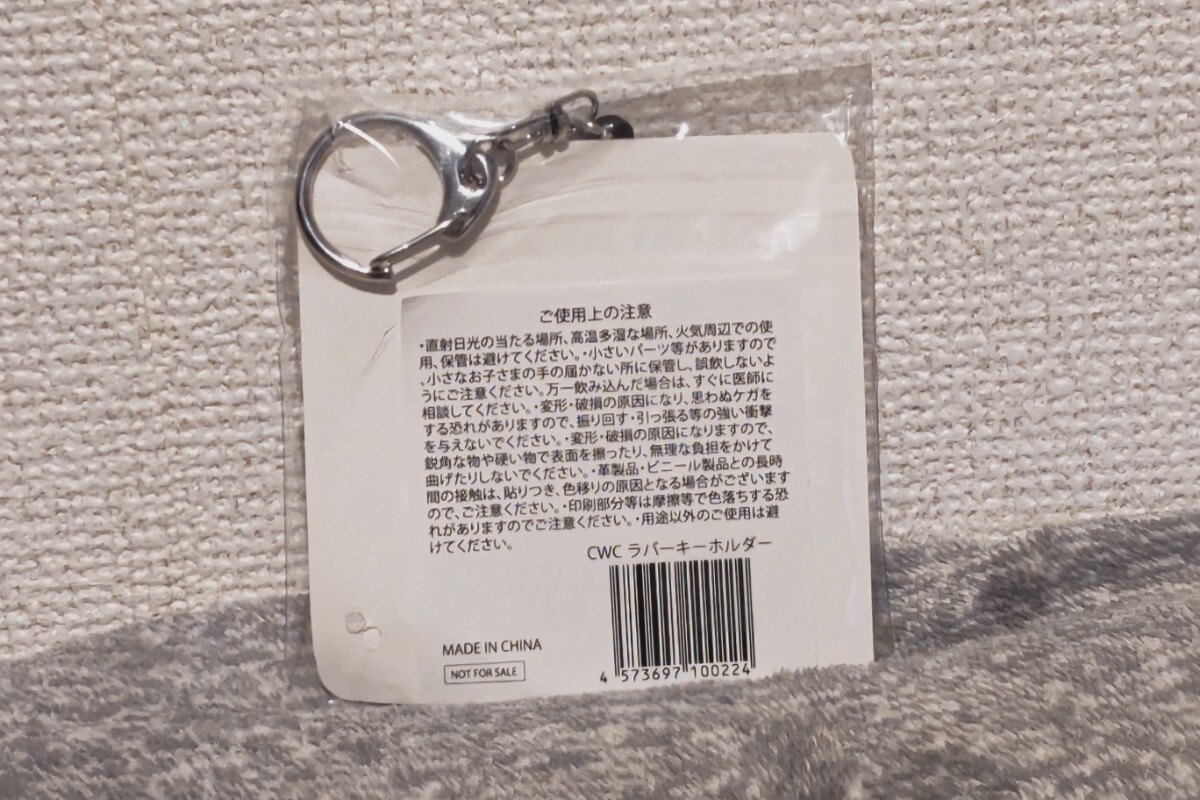 ご使用上の注意
・直射日光の当たる場所、高温多湿な場所、火気周辺での使
用、保管は避けてください。・小さいパーツ等がありますので
、小さなお子さまの手の届かない所に保管し、誤飲しないよ
うにご注意ください。万一飲み込んだ場合は、すぐに医師に
相談してください。・変形・破損の原因になり、思わぬケガを
する恐れがありますので、振り回す・引っ張る等の強い衝撃
を与えないでください。・変形・破損の原因になりますので、
鋭角な物や硬い物で表面を擦ったり、無理な負担をかけて
曲げたりしないでください。・革製品・ビニール製品との長時
間の接触は、貼りつき、色移りの原因となる場合がございます
ので、ご注意ください。・印刷部分等は摩擦等で色落ちする恐
れがありますのでご注意ください。・用途以外のご使用は避
けてください。
CWC ラバーキーホルダー
MADE IN CHINA
NOT FOR SALE
4 573697 100224